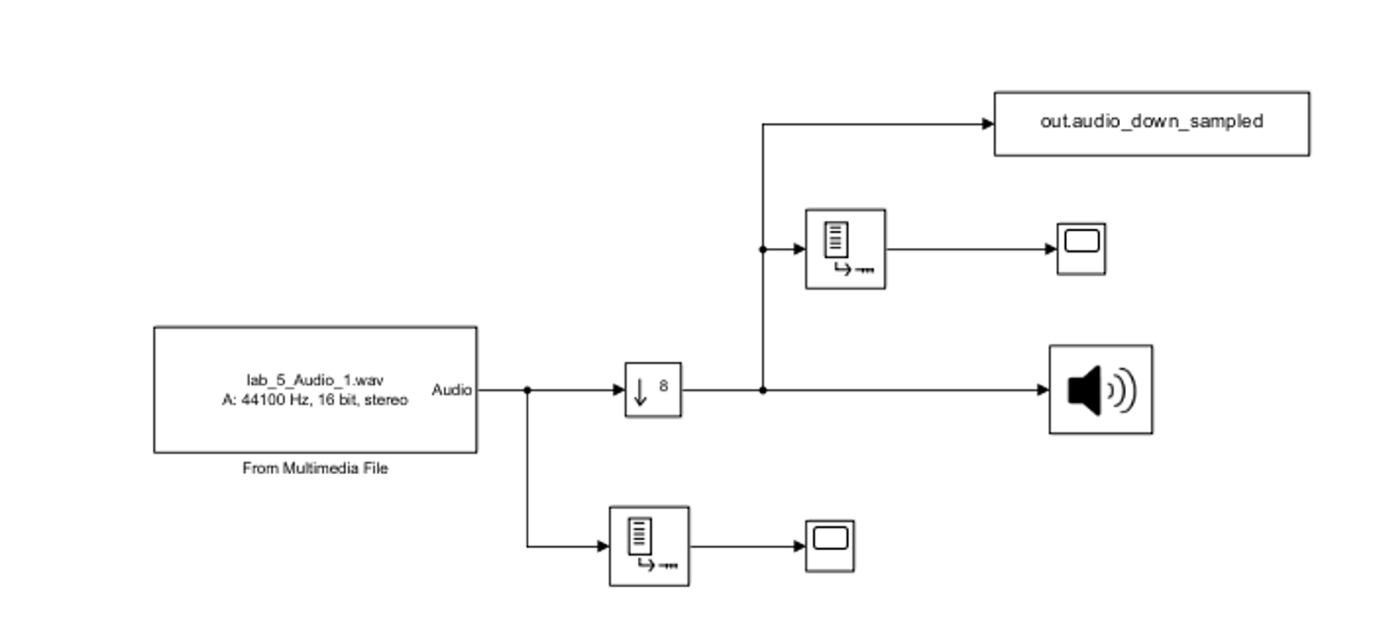 out.audio_down_sampled
lab_5_Audio_1.wav
A: 44100 Hz, 16 bit, stereo
Audio
8
From Multimedia File